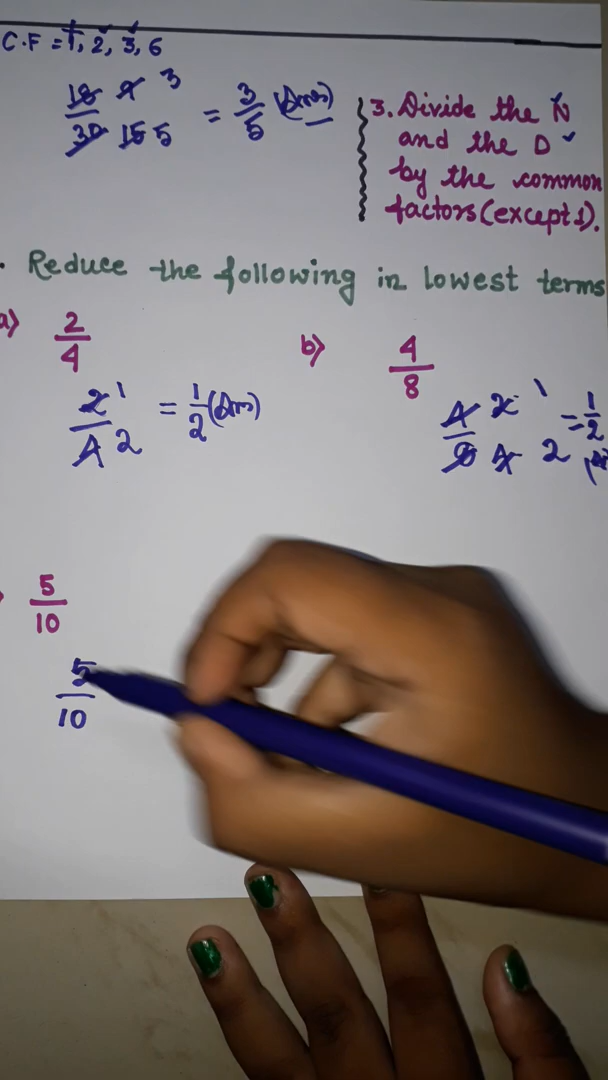 C.F = 1, 2, 3, 6
18 9 3
30 15 5
= 3/5 (Ans)
3. Divide the N
and the D
by the common
factors (except 1).
. Reduce the following in lowest terms
a) 2/4
b) 4/8
2 1
4 2
= 1/2 (Ans)
4 2 1
8 4 2
= 1/2
5/10
5
10